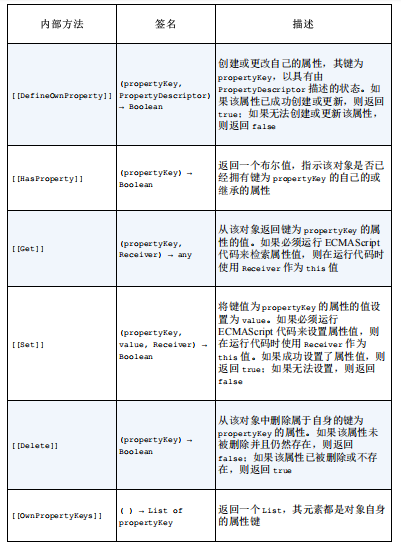 内部方法
签名
描述
[[DefineOwnProperty]]
(propertyKey,
PropertyDescriptor)
→ Boolean
创建或更改自己的属性，其键为
propertyKey，以具有由
PropertyDescriptor 描述的状态。如
果该属性已成功创建或更新，则返回
true；如果无法创建或更新该属性，
则返回 false
[[HasProperty]]
(propertyKey) →
Boolean
返回一个布尔值，指示该对象是否已
经拥有键为 propertyKey 的自己的或
继承的属性
[[Get]]
(propertyKey,
Receiver) → any
从该对象返回键为 propertyKey 的属
性的值。如果必须运行 ECMAScript
代码来检索属性值，则在运行代码时
使用 Receiver 作为 this 值
[[Set]]
(propertyKey,
value, Receiver) →
Boolean
将键值为 propertyKey 的属性的值设
置为 value。如果必须运行
ECMAScript 代码来设置属性值，则
在运行代码时使用 Receiver 作为
this 值。如果成功设置了属性值，则
返回 true；如果无法设置，则返回
false
[[Delete]]
(propertyKey) →
Boolean
从该对象中删除属于自身的键为
propertyKey 的属性。如果该属性未
被删除并且仍然存在，则返回
false；如果该属性已被删除或不存
在，则返回 true
[[OwnPropertyKeys]]
( ) → List of
propertyKey
返回一个 List，其元素都是对象自身
的属性键